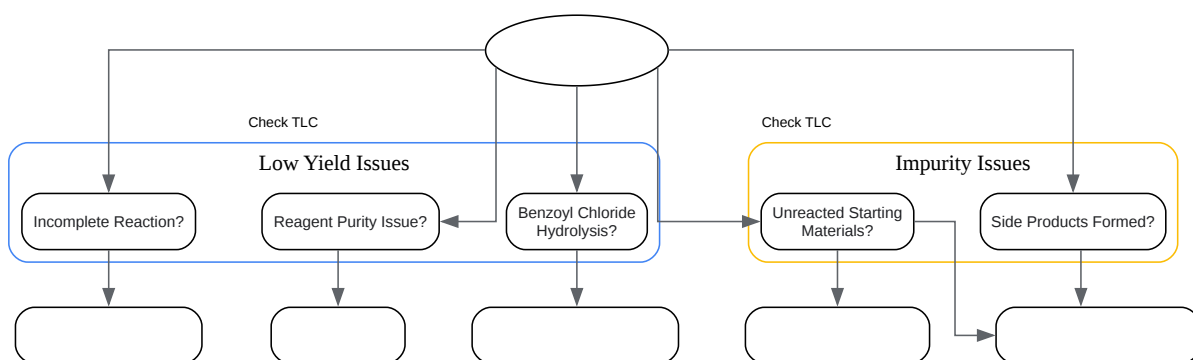 Check TLC
Check TLC
Low Yield Issues
Impurity Issues
Incomplete Reaction?
Reagent Purity Issue?
Benzoyl Chloride
Hydrolysis?
Unreacted Starting
Materials?
Side Products Formed?